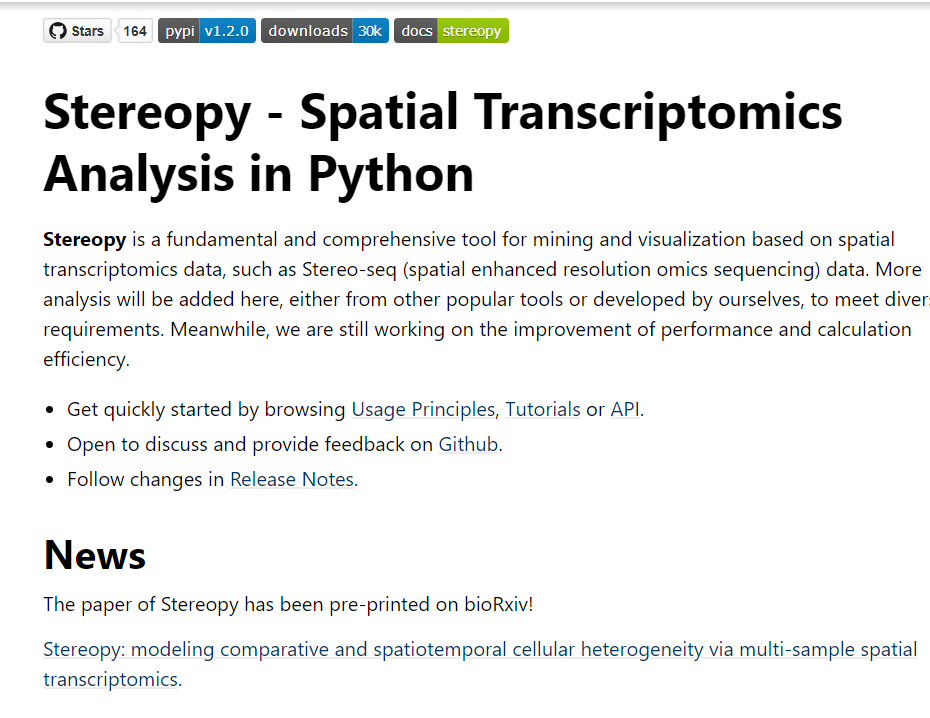 Stars 164 pypi v1.2.0 downloads 30k docs stereopy
Stereopy - Spatial Transcriptomics
Analysis in Python
Stereopy is a fundamental and comprehensive tool for mining and visualization based on spatial
transcriptomics data, such as Stereo-seq (spatial enhanced resolution omics sequencing) data. More
analysis will be added here, either from other popular tools or developed by ourselves, to meet
requirements. Meanwhile, we are still working on the improvement of performance and calculation
efficiency.
• Get quickly started by browsing Usage Principles, Tutorials or API.
• Open to discuss and provide feedback on Github.
• Follow changes in Release Notes.
News
The paper of Stereopy has been pre-printed on bioRxiv!
Stereopy: modeling comparative and spatiotemporal cellular heterogeneity via multi-sample spatial
transcriptomics.